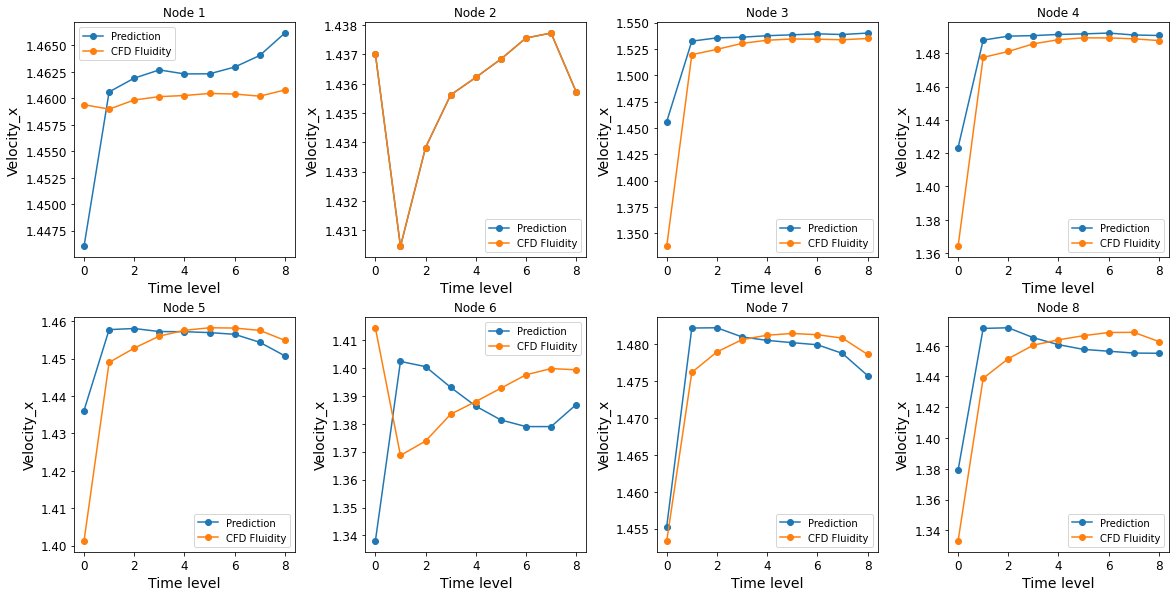 Node 1
Velocity_x
1.4650
1.4625
1.4600
1.4575
1.4550
1.4525
1.4500
1.4475
Prediction
CFD Fluidity
0 2 4 6 8
Time level
Node 2
Velocity_x
1.438
1.437
1.436
1.435
1.434
1.433
1.432
1.431
Prediction
CFD Fluidity
0 2 4 6 8
Time level
Node 3
Velocity_x
1.550
1.525
1.500
1.475
1.450
1.425
1.400
1.375
1.350
Prediction
CFD Fluidity
0 2 4 6 8
Time level
Node 4
Velocity_x
1.48
1.46
1.44
1.42
1.40
1.38
1.36
Prediction
CFD Fluidity
0 2 4 6 8
Time level
Node 5
Velocity_x
1.46
1.45
1.44
1.43
1.42
1.41
1.40
Prediction
CFD Fluidity
0 2 4 6 8
Time level
Node 6
Velocity_x
1.41
1.40
1.39
1.38
1.37
1.36
1.35
1.34
Prediction
CFD Fluidity
0 2 4 6 8
Time level
Node 7
Velocity_x
1.480
1.475
1.470
1.465
1.460
1.455
Prediction
CFD Fluidity
0 2 4 6 8
Time level
Node 8
Velocity_x
1.46
1.44
1.42
1.40
1.38
1.36
1.34
Prediction
CFD Fluidity
0 2 4 6 8
Time level